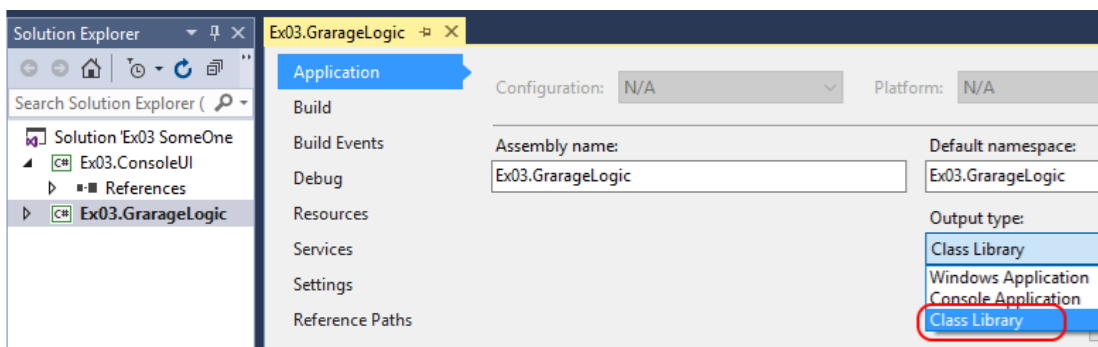 Solution Explorer
Ex03.GrarageLogic
Search Solution Explorer (
Solution 'Ex03 SomeOne
C# Ex03.ConsoleUI
References
C# Ex03.GrarageLogic
Application
Build
Build Events
Debug
Resources
Services
Settings
Reference Paths
Configuration: N/A
Platform: N/A
Assembly name:
Default namespace:
Ex03.GrarageLogic
Ex03.GrarageLogic
Output type:
Class Library
Windows Application
Console Application
Class Library